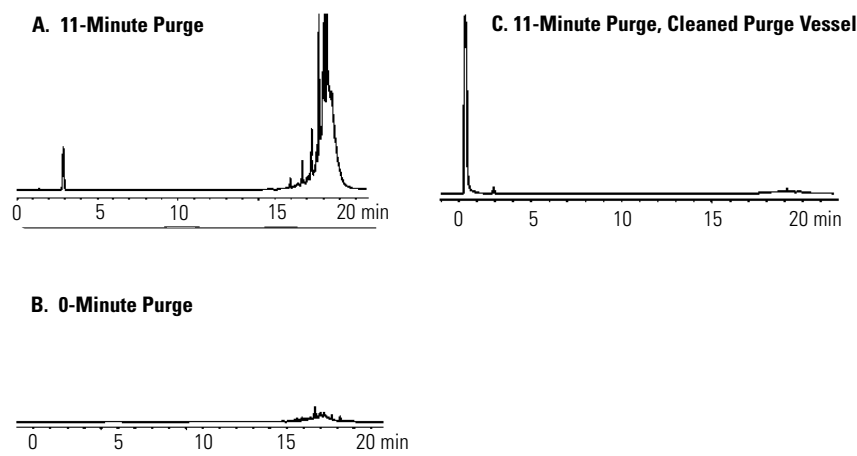 A. 11-Minute Purge
0 5 10 15 20 min
C. 11-Minute Purge, Cleaned Purge Vessel
0 5 10 15 20 min
B. 0-Minute Purge
0 5 10 15 20 min